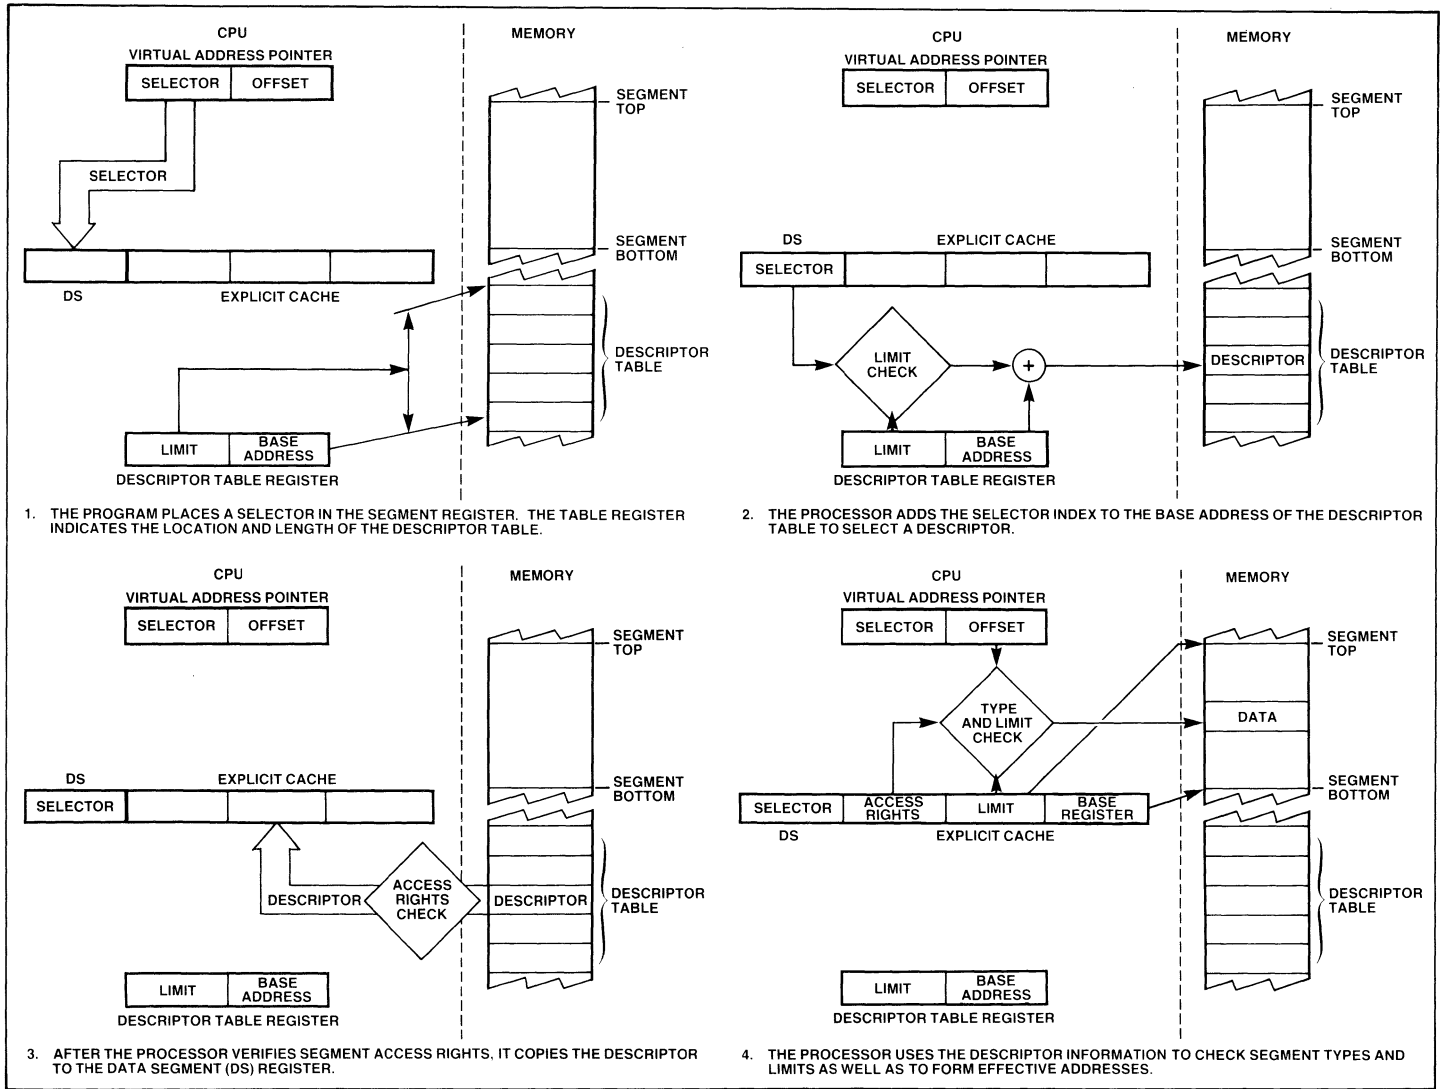 CPU
MEMORY
VIRTUAL ADDRESS POINTER
SELECTOR OFFSET
SEGMENT
TOP
SELECTOR
SEGMENT
BOTTOM
DS EXPLICIT CACHE
DESCRIPTOR
TABLE
LIMIT BASE
ADDRESS
DESCRIPTOR TABLE REGISTER
1. THE PROGRAM PLACES A SELECTOR IN THE SEGMENT REGISTER. THE TABLE REGISTER
INDICATES THE LOCATION AND LENGTH OF THE DESCRIPTOR TABLE.
CPU
MEMORY
VIRTUAL ADDRESS POINTER
SELECTOR OFFSET
SEGMENT
TOP
DS EXPLICIT CACHE
SEGMENT
BOTTOM
SELECTOR
LIMIT
CHECK
+
DESCRIPTOR
DESCRIPTOR
TABLE
LIMIT BASE
ADDRESS
DESCRIPTOR TABLE REGISTER
2. THE PROCESSOR ADDS THE SELECTOR INDEX TO THE BASE ADDRESS OF THE DESCRIPTOR
TABLE TO SELECT A DESCRIPTOR.
CPU
MEMORY
VIRTUAL ADDRESS POINTER
SELECTOR OFFSET
SEGMENT
TOP
DS EXPLICIT CACHE
SEGMENT
BOTTOM
SELECTOR
DESCRIPTOR
ACCESS
RIGHTS
CHECK
DESCRIPTOR
DESCRIPTOR
TABLE
LIMIT BASE
ADDRESS
DESCRIPTOR TABLE REGISTER
3. AFTER THE PROCESSOR VERIFIES SEGMENT ACCESS RIGHTS, IT COPIES THE DESCRIPTOR
TO THE DATA SEGMENT (DS) REGISTER.
CPU
MEMORY
VIRTUAL ADDRESS POINTER
SELECTOR OFFSET
SEGMENT
TOP
TYPE
AND LIMIT
CHECK
DATA
SEGMENT
BOTTOM
SELECTOR ACCESS
RIGHTS LIMIT BASE
REGISTER
DS EXPLICIT CACHE
DESCRIPTOR
TABLE
LIMIT BASE
ADDRESS
DESCRIPTOR TABLE REGISTER
4. THE PROCESSOR USES THE DESCRIPTOR INFORMATION TO CHECK SEGMENT TYPES AND
LIMITS AS WELL AS TO FORM EFFECTIVE ADDRESSES.